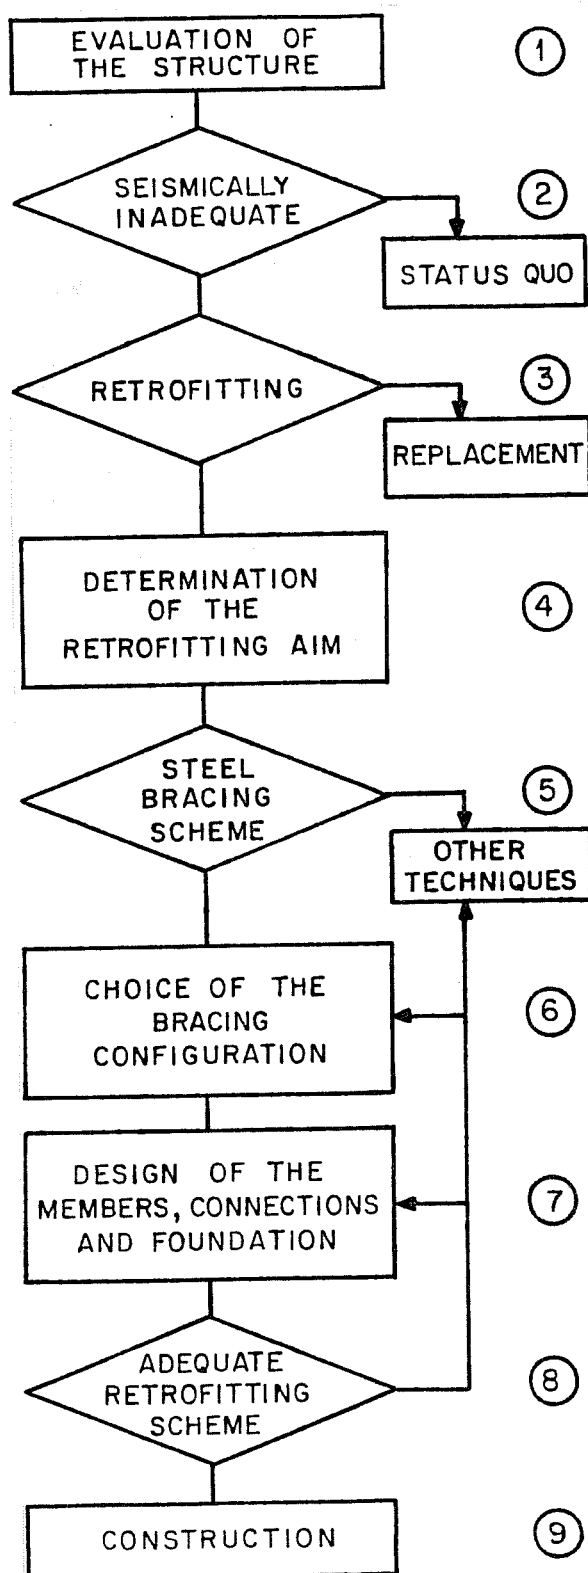 EVALUATION OF
THE STRUCTURE
1
SEISMICALLY
INADEQUATE
2
STATUS QUO
RETROFITTING
3
REPLACEMENT
DETERMINATION
OF THE
RETROFITTING AIM
4
STEEL
BRACING
SCHEME
5
OTHER
TECHNIQUES
CHOICE OF THE
BRACING
CONFIGURATION
6
DESIGN OF THE
MEMBERS, CONNECTIONS
AND FOUNDATION
7
ADEQUATE
RETROFITTING
SCHEME
8
CONSTRUCTION
9